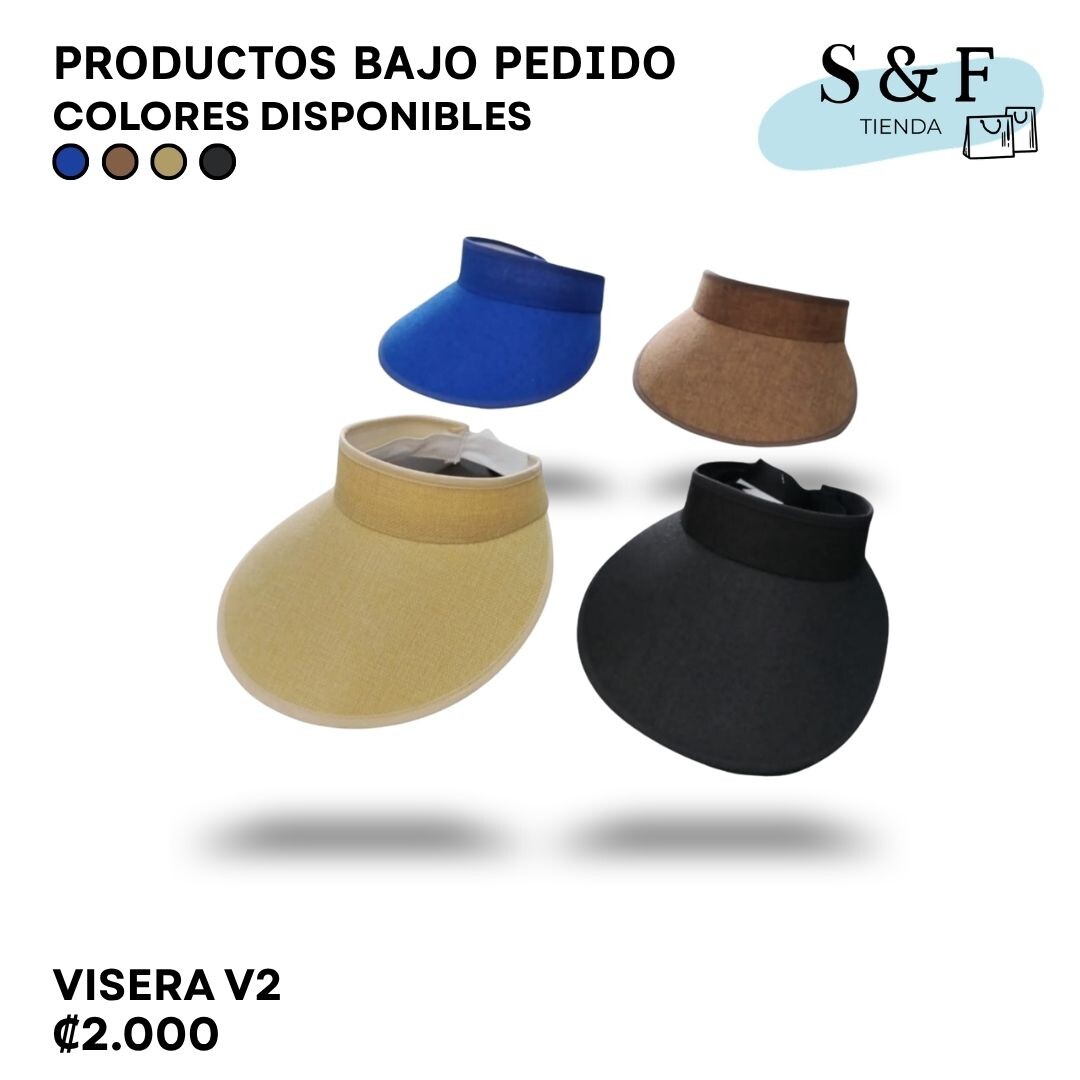 PRODUCTOS BAJO PEDIDO
COLORES DISPONIBLES
S & F
TIENDA
VISERA V2
₡2.000